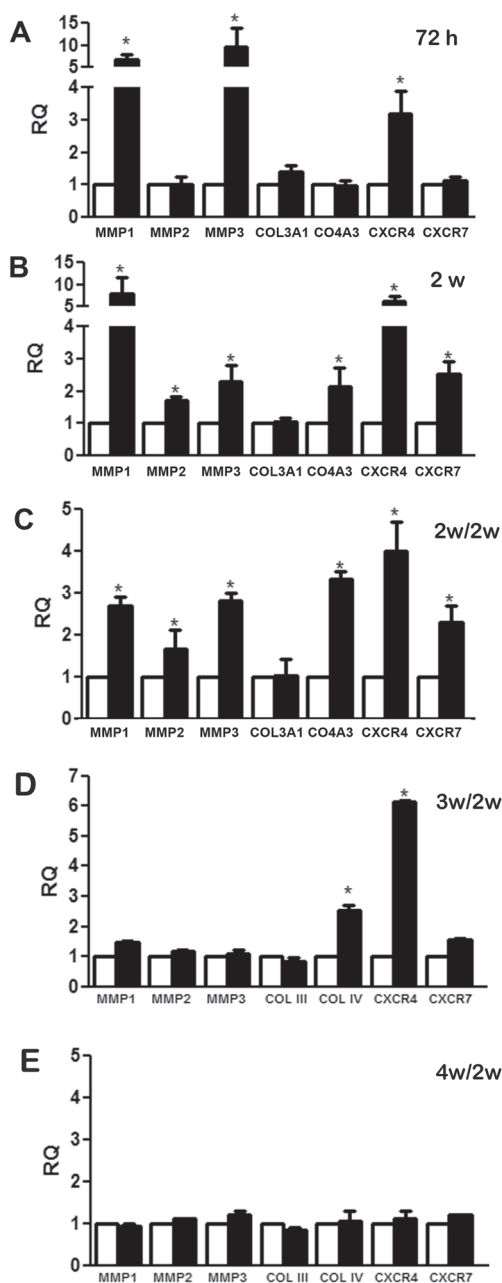 A
72 h
15
10
5
4
3
2
1
0
RQ
*
*
*
MMP1 MMP2 MMP3 COL3A1 CO4A3 CXCR4 CXCR7
B
2 w
15
10
5
4
3
2
1
0
RQ
*
*
*
*
*
*
MMP1 MMP2 MMP3 COL3A1 CO4A3 CXCR4 CXCR7
C
2w/2w
5
4
3
2
1
0
RQ
*
*
*
*
*
*
MMP1 MMP2 MMP3 COL3A1 CO4A3 CXCR4 CXCR7
D
3w/2w
7
6
5
4
3
2
1
0
RQ
*
*
MMP1 MMP2 MMP3 COL III COL IV CXCR4 CXCR7
E
4w/2w
5
4
3
2
1
0
RQ
MMP1 MMP2 MMP3 COL III COL IV CXCR4 CXCR7